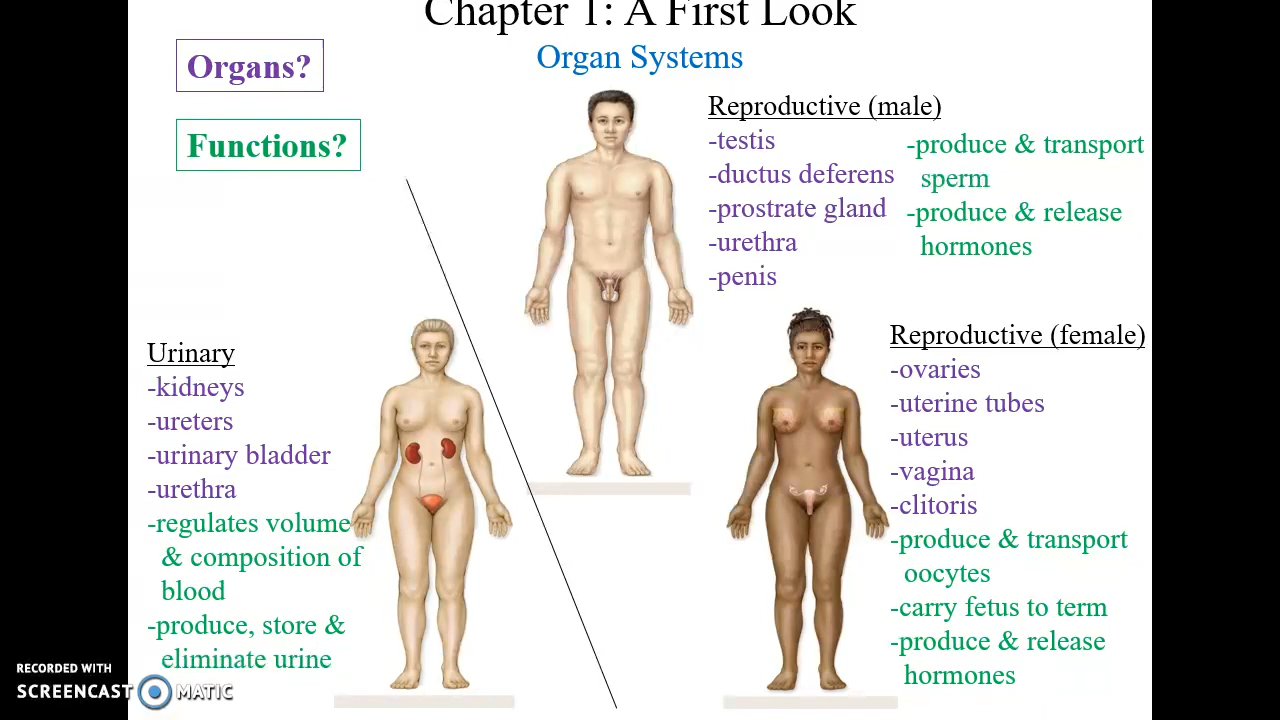 Chapter 1: A First Look
Organ Systems
Organs?
Functions?
Reproductive (male)
-testis
-ductus deferens
-prostrate gland
-urethra
-penis
-produce & transport
sperm
-produce & release
hormones
Urinary
-kidneys
-ureters
-urinary bladder
-urethra
-regulates volume
& composition of
blood
-produce, store &
eliminate urine
Reproductive (female)
-ovaries
-uterine tubes
-uterus
-vagina
-clitoris
-produce & transport
oocytes
-carry fetus to term
-produce & release
hormones
RECORDED WITH
SCREENCAST MATIC